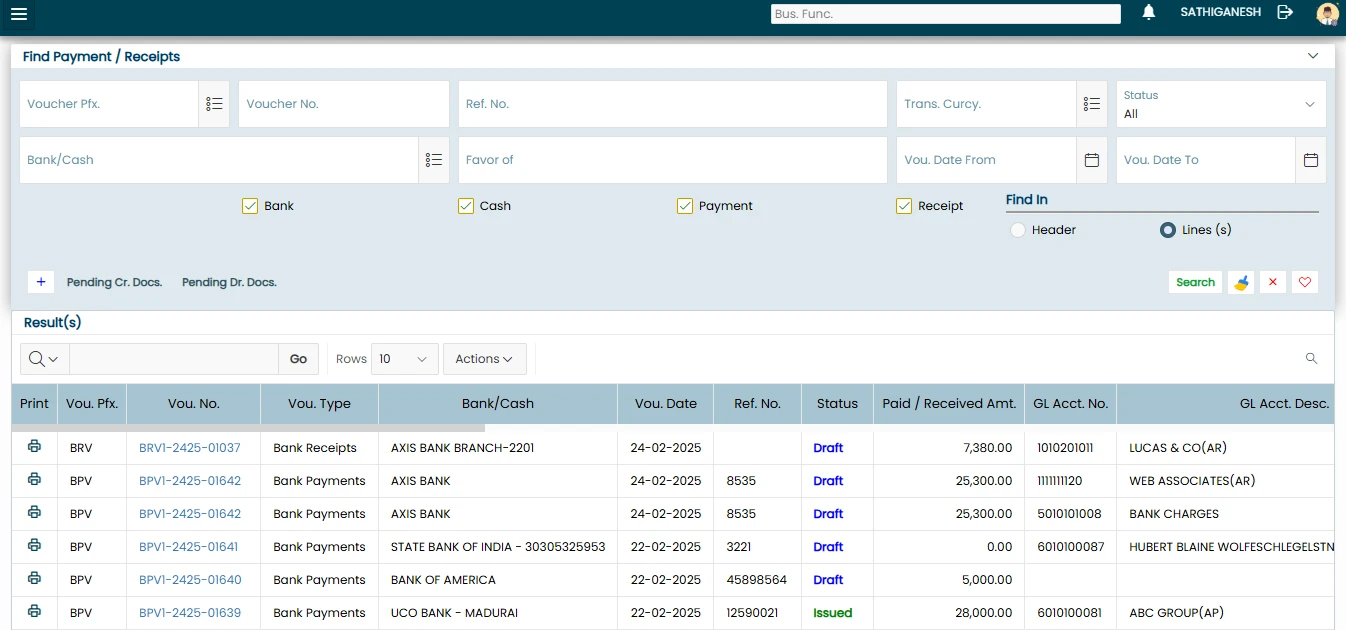 Bus. Func. SATHIGANESH
Find Payment / Receipts
Voucher Pfx. Voucher No. Ref. No. Trans. Curcy. Status
All
Bank/Cash Favor of Vou. Date From Vou. Date To
Bank Cash Payment Receipt Find In
Header Lines (s)
+ Pending Cr. Docs. Pending Dr. Docs. Search
Result(s)
Go Rows 10 Actions
Print Vou. Pfx. Vou. No. Vou. Type Bank/Cash Vou. Date Ref. No. Status Paid / Received Amt. GL Acct. No. GL Acct. Desc.
BRV BRV1-2425-01037 Bank Receipts AXIS BANK BRANCH-2201 24-02-2025 Draft 7,380.00 1010201011 LUCAS & CO(AR)
BPV BPV1-2425-01642 Bank Payments AXIS BANK 24-02-2025 8535 Draft 25,300.00 1111111120 WEB ASSOCIATES(AR)
BPV BPV1-2425-01642 Bank Payments AXIS BANK 24-02-2025 8535 Draft 25,300.00 5010101008 BANK CHARGES
BPV BPV1-2425-01641 Bank Payments STATE BANK OF INDIA - 30305325953 22-02-2025 3221 Draft 0.00 6010100087 HUBERT BLAINE WOLFESCHLEGELSTN
BPV BPV1-2425-01640 Bank Payments BANK OF AMERICA 22-02-2025 45898564 Draft 5,000.00
BPV BPV1-2425-01639 Bank Payments UCO BANK - MADURAI 22-02-2025 12590021 Issued 28,000.00 6010100081 ABC GROUP(AP)